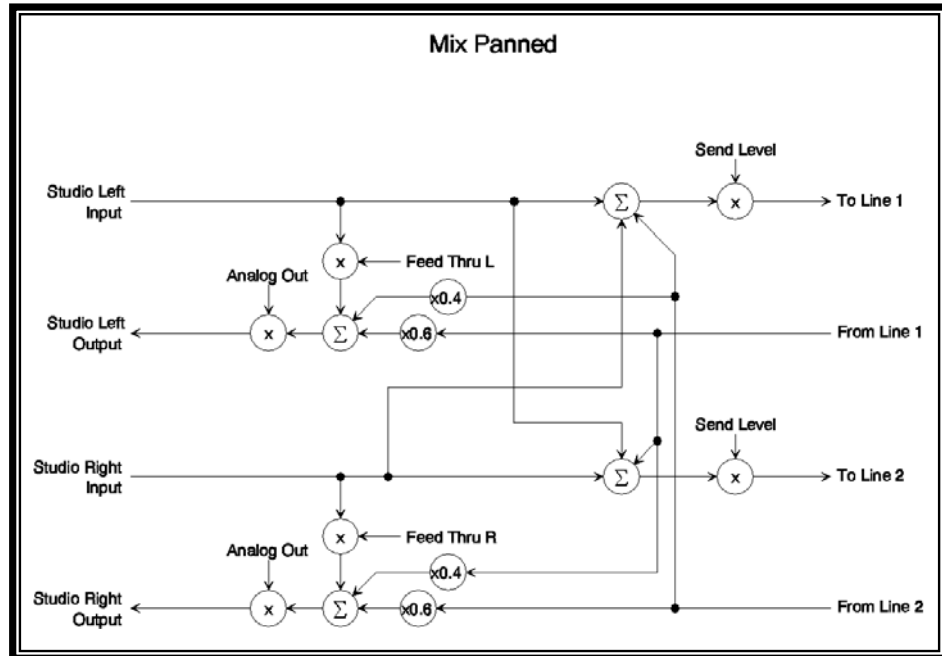 Mix Panned
Send Level
Studio Left
Input
Σ
x
To Line 1
x
Feed Thru L
Analog Out
x0.4
Studio Left
Output
x
Σ
x0.6
From Line 1
Send Level
Studio Right
Input
Σ
x
To Line 2
x
Feed Thru R
Analog Out
x0.4
Studio Right
Output
x
Σ
x0.6
From Line 2